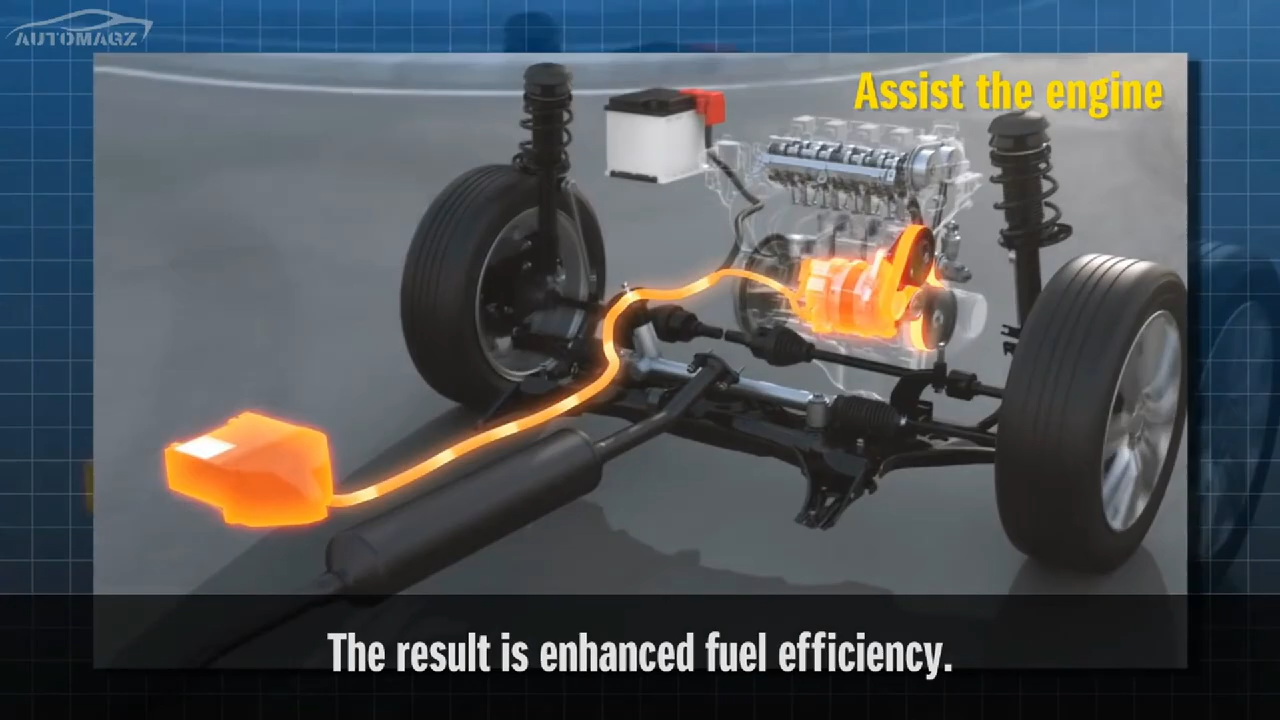 AUTOMAGZ
Assist the engine
The result is enhanced fuel efficiency.